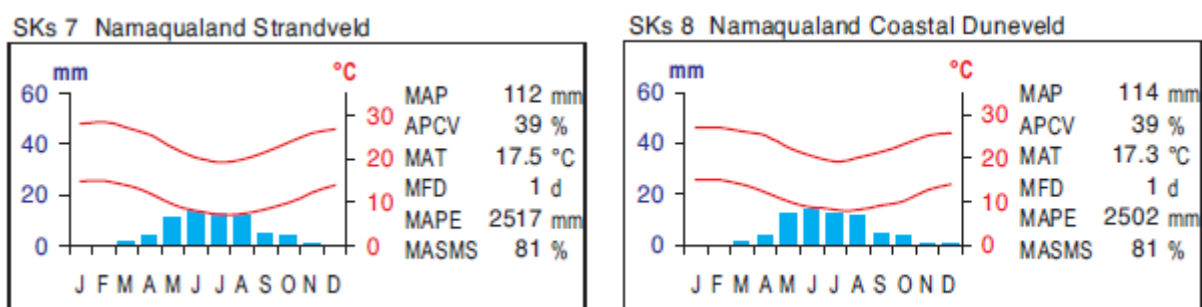 SKs 7 Namaqualand Strandveld
mm °C
60
40
20
0
30
20
10
0
J F M A M J J A S O N D
MAP 112 mm
APCV 39 %
MAT 17.5 °C
MFD 1 d
MAPE 2517 mm
MASMS 81 %
SKs 8 Namaqualand Coastal Duneveld
mm °C
60
40
20
0
30
20
10
0
J F M A M J J A S O N D
MAP 114 mm
APCV 39 %
MAT 17.3 °C
MFD 1 d
MAPE 2502 mm
MASMS 81 %